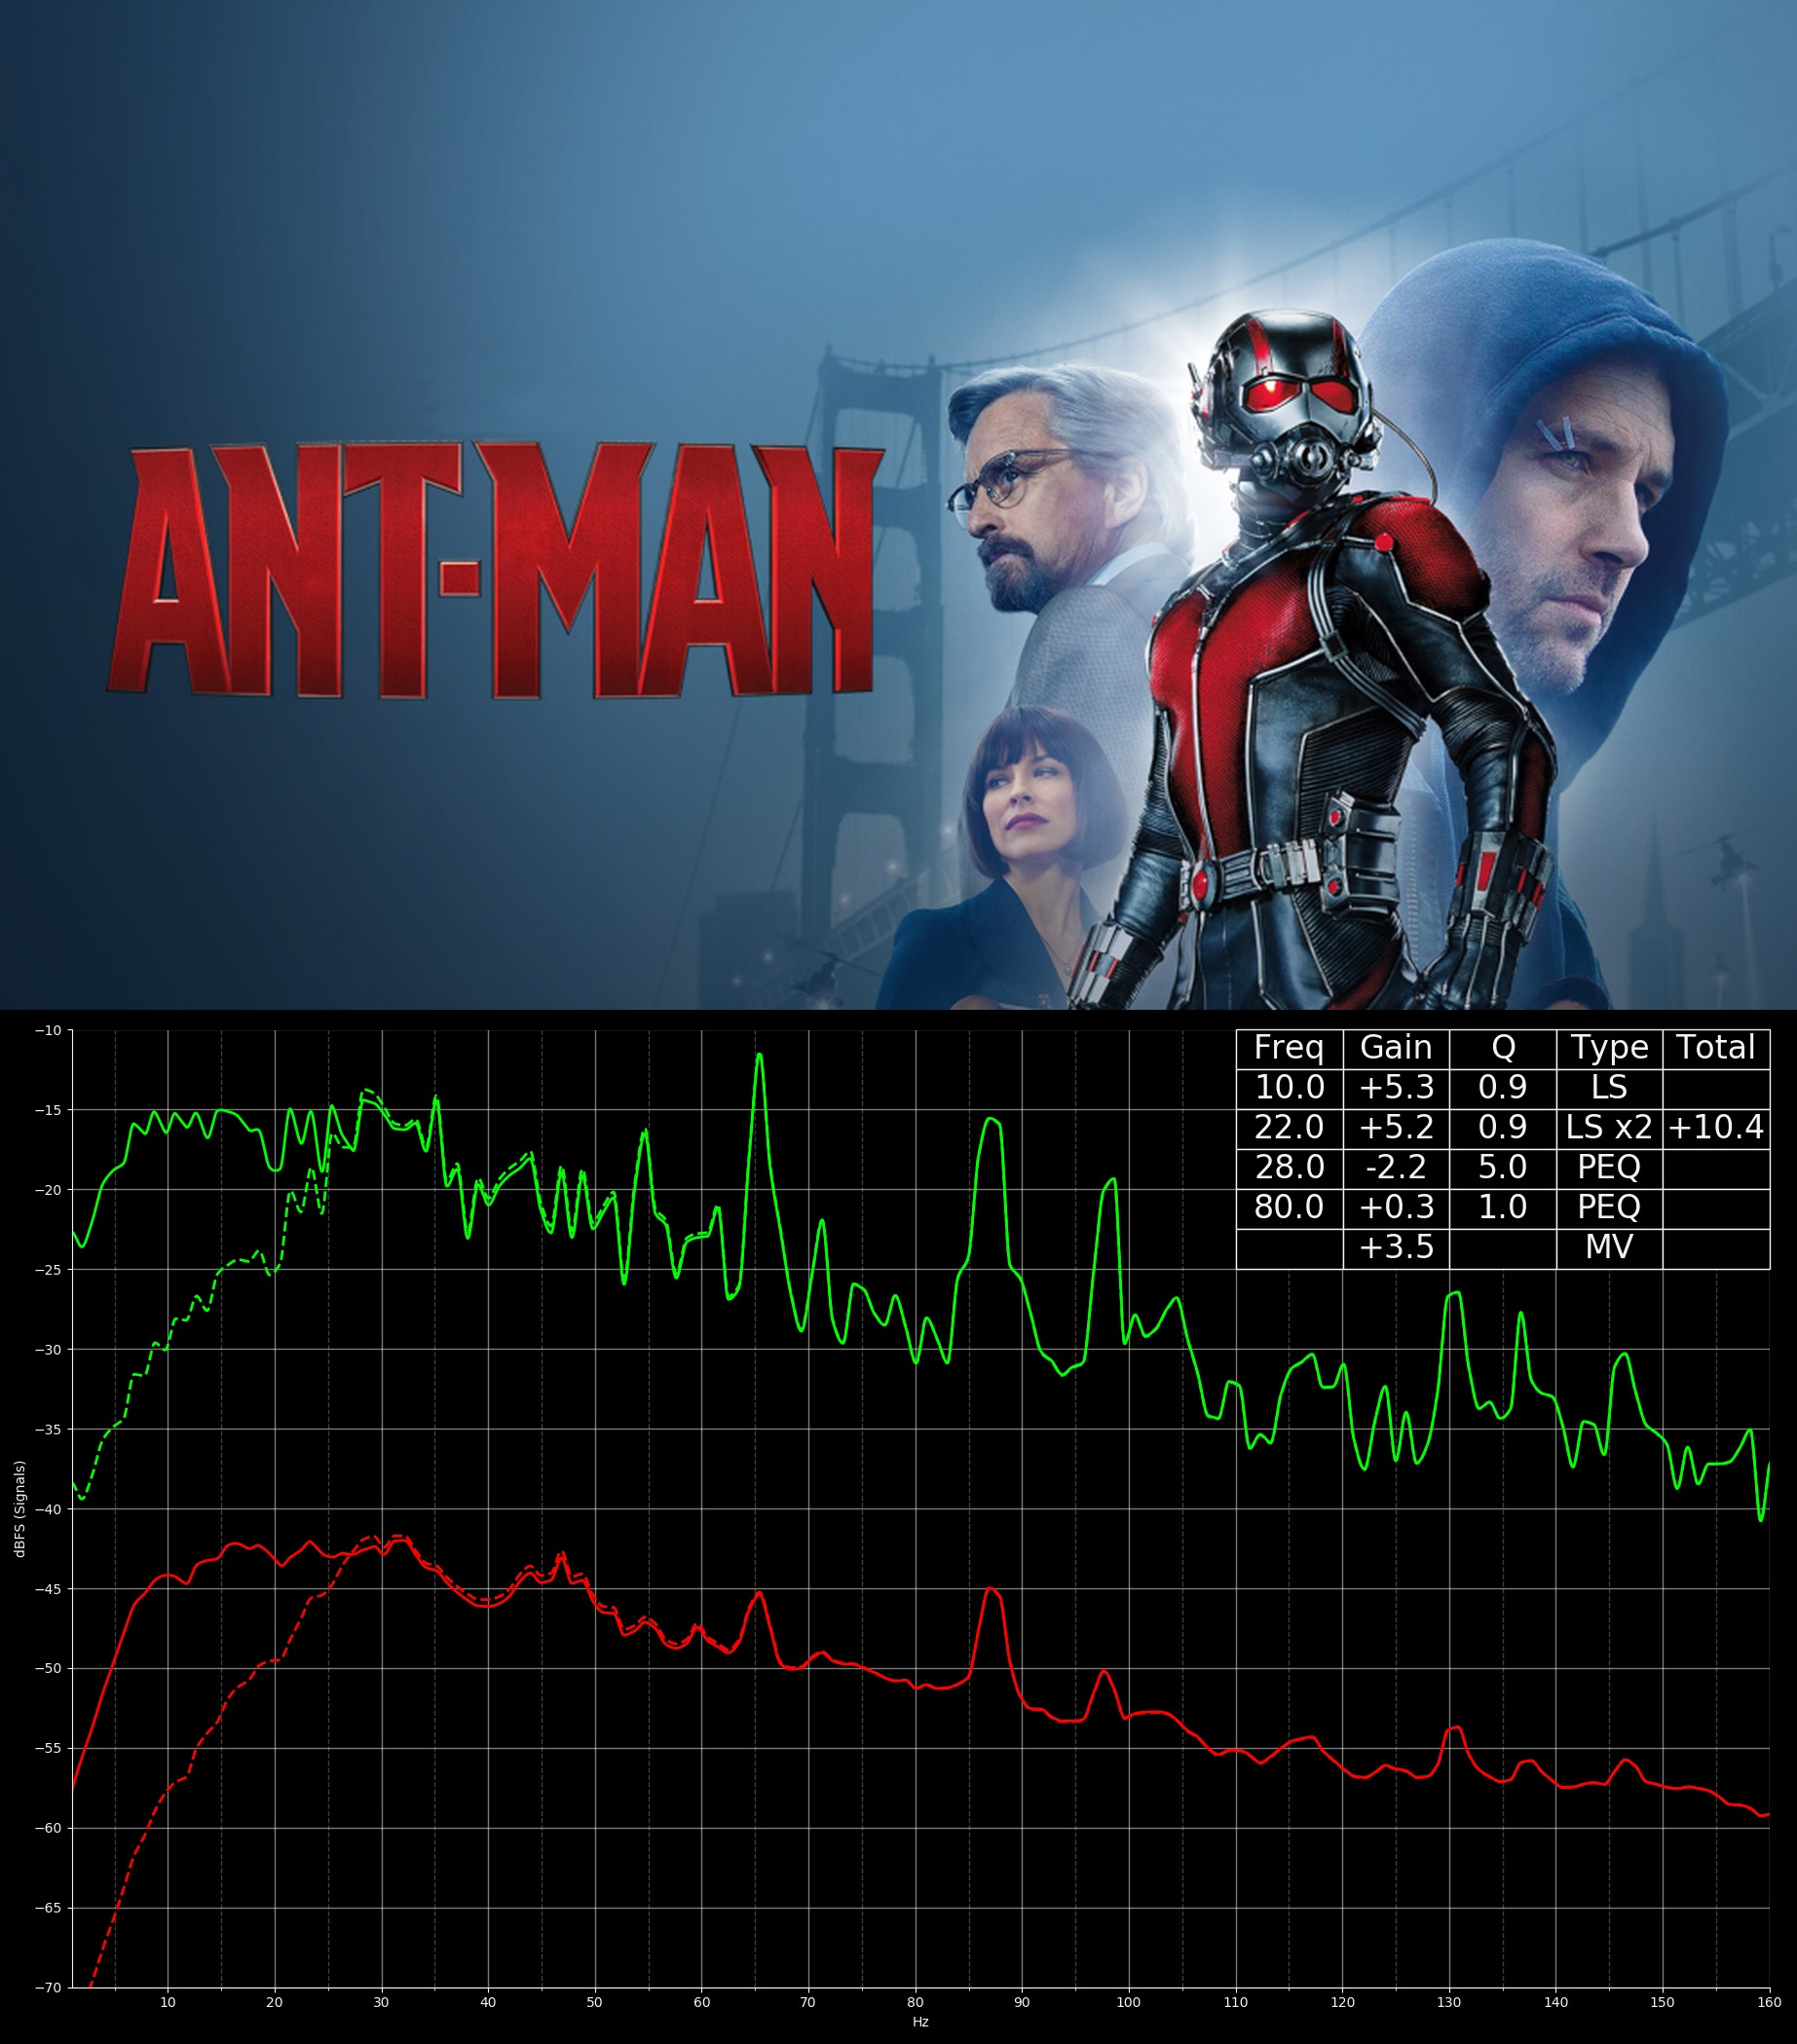 ANT-MAN
Freq Gain Q Type Total
10.0 +5.3 0.9 LS
22.0 +5.2 0.9 LS x2 +10.4
28.0 -2.2 5.0 PEQ
80.0 +0.3 1.0 PEQ
+3.5 MV
−10
−15
−20
−25
−30
−35
−40
−45
−50
−55
−60
−65
−70
dBFS (Signals)
10 20 30 40 50 60 70 80 90 100 110 120 130 140 150 160
Hz